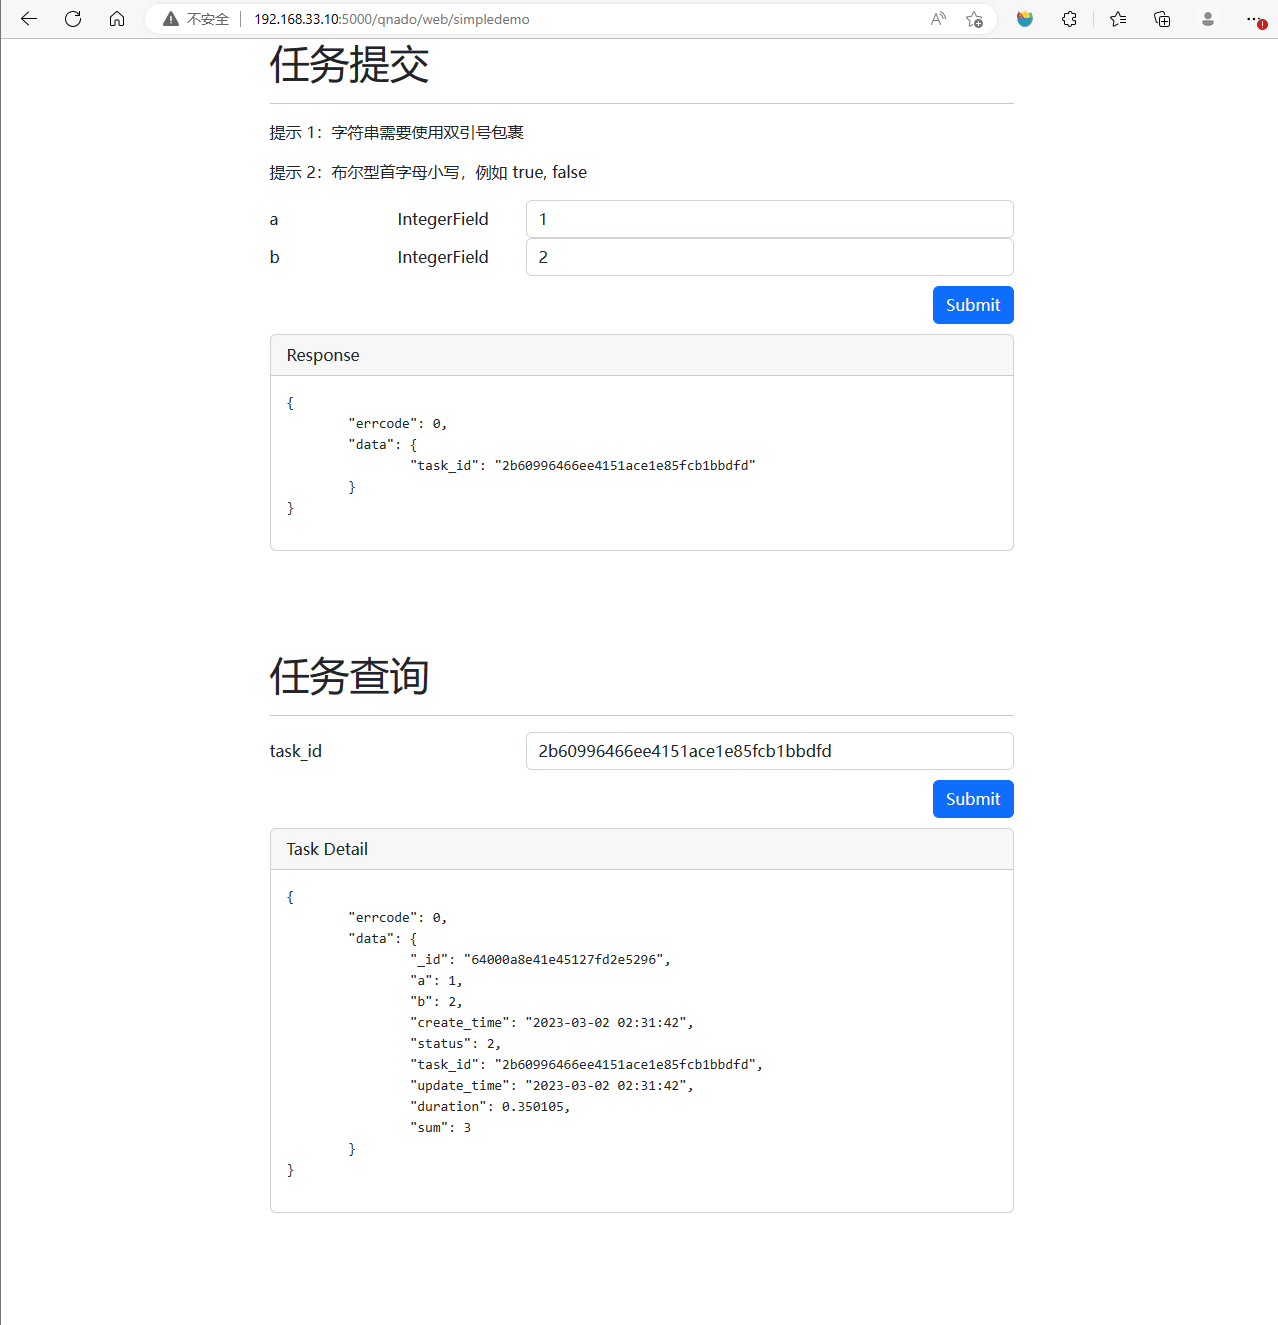 不安全 192.168.33.10:5000/qnado/web/simpledemo
任务提交
提示 1：字符串需要使用双引号包裹
提示 2：布尔型首字母小写，例如 true, false
a IntegerField 1
b IntegerField 2
Submit
Response
{
"errcode": 0,
"data": {
"task_id": "2b60996466ee4151ace1e85fcb1bbdfd"
}
}
任务查询
task_id 2b60996466ee4151ace1e85fcb1bbdfd
Submit
Task Detail
{
"errcode": 0,
"data": {
"_id": "64000a8e41e45127fd2e5296",
"a": 1,
"b": 2,
"create_time": "2023-03-02 02:31:42",
"status": 2,
"task_id": "2b60996466ee4151ace1e85fcb1bbdfd",
"update_time": "2023-03-02 02:31:42",
"duration": 0.350105,
"sum": 3
}
}